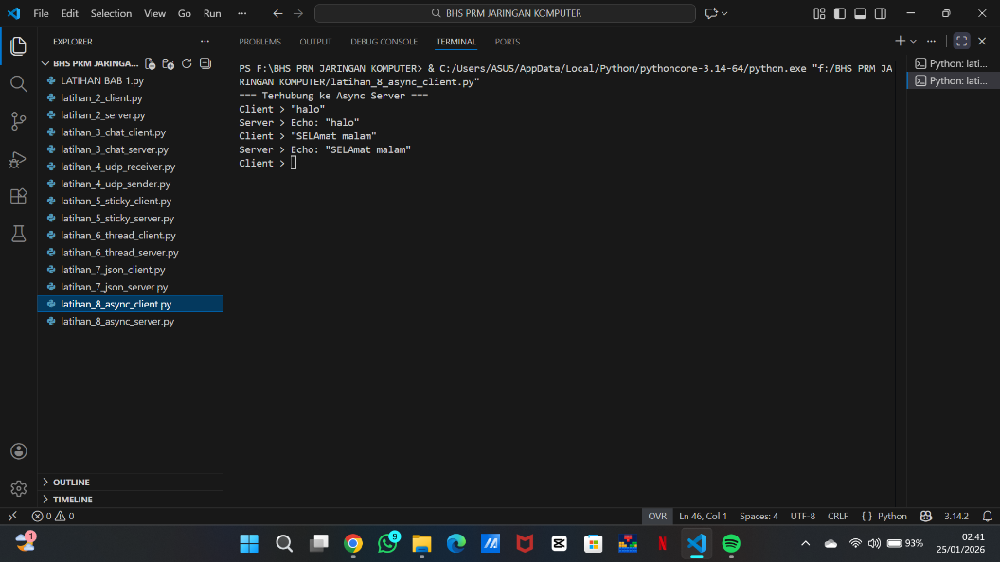 File Edit Selection View Go Run ··· BHS PRM JARINGAN KOMPUTER
EXPLORER ···
BHS PRM JARINGA...
LATIHAN BAB 1.py
latihan_2_client.py
latihan_2_server.py
latihan_3_chat_client.py
latihan_3_chat_server.py
latihan_4_udp_receiver.py
latihan_4_udp_sender.py
latihan_5_sticky_client.py
latihan_5_sticky_server.py
latihan_6_thread_client.py
latihan_6_thread_server.py
latihan_7_json_client.py
latihan_7_json_server.py
latihan_8_async_client.py
latihan_8_async_server.py
OUTLINE
TIMELINE
PROBLEMS OUTPUT DEBUG CONSOLE TERMINAL PORTS
PS F:\BHS PRM JARINGAN KOMPUTER> & C:/Users/ASUS/AppData/Local/Python/pythoncore-3.14-64/python.exe "f:/BHS PRM JA
RINGAN KOMPUTER/latihan_8_async_client.py"
=== Terhubung ke Async Server ===
Client > "halo"
Server > Echo: "halo"
Client > "SELAmat malam"
Server > Echo: "SELAmat malam"
Client >
Python: lati...
Python: lati...
0 0 OVR Ln 46, Col 1 Spaces: 4 UTF-8 CRLF { } Python 3.14.2
1 9 N 93% 02.41
25/01/2026